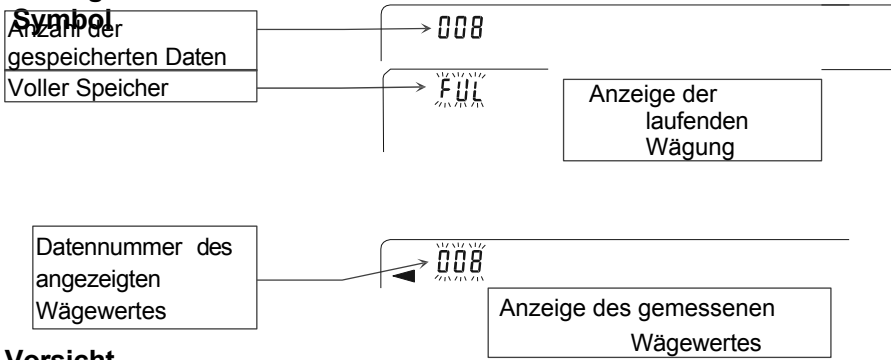 Symbol
Anzahl der
gespeicherten Daten
008
Voller Speicher
FUL
Anzeige der
laufenden
Wägung
Datennummer des
angezeigten
Wägewertes
008
Anzeige des gemessenen
Wägewertes